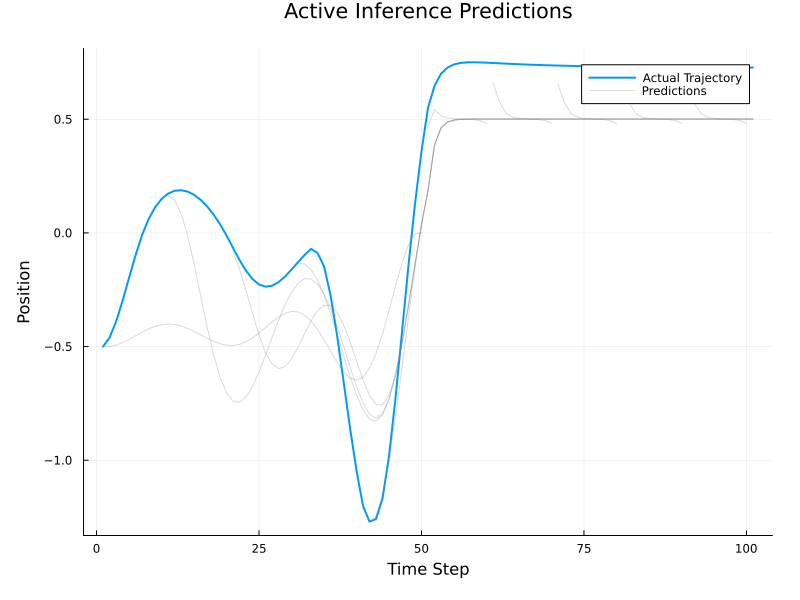 Active Inference Predictions
Actual Trajectory
Predictions
0.5
0.0
−0.5
−1.0
Position
0
25
50
75
100
Time Step